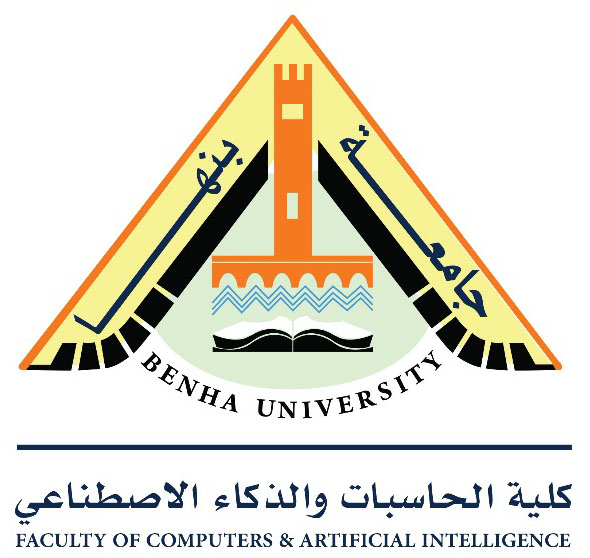 جامعة بنها
BENHA UNIVERSITY
كلية الحاسبات والذكاء الاصطناعي
FACULTY OF COMPUTERS & ARTIFICIAL INTELLIGENCE